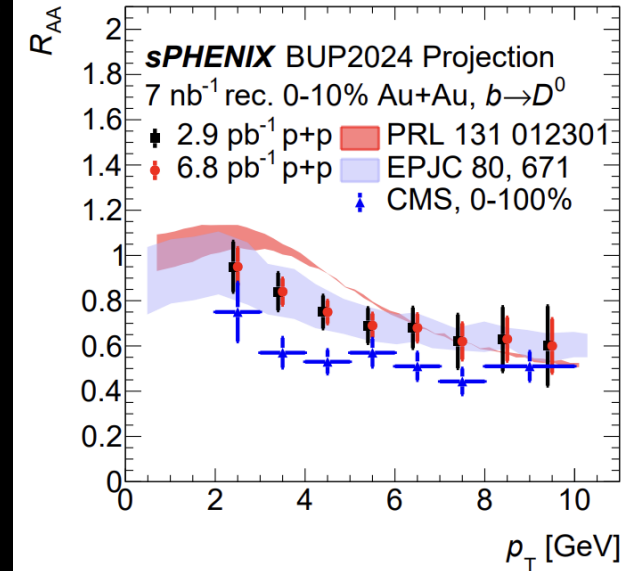 R_AA
2
1.8
1.6
1.4
1.2
1
0.8
0.6
0.4
0.2
0
sPHENIX BUP2024 Projection
7 nb⁻¹ rec. 0-10% Au+Au, b→D⁰
2.9 pb⁻¹ p+p PRL 131 012301
6.8 pb⁻¹ p+p EPJC 80, 671
CMS, 0-100%
0 2 4 6 8 10
p_T [GeV]